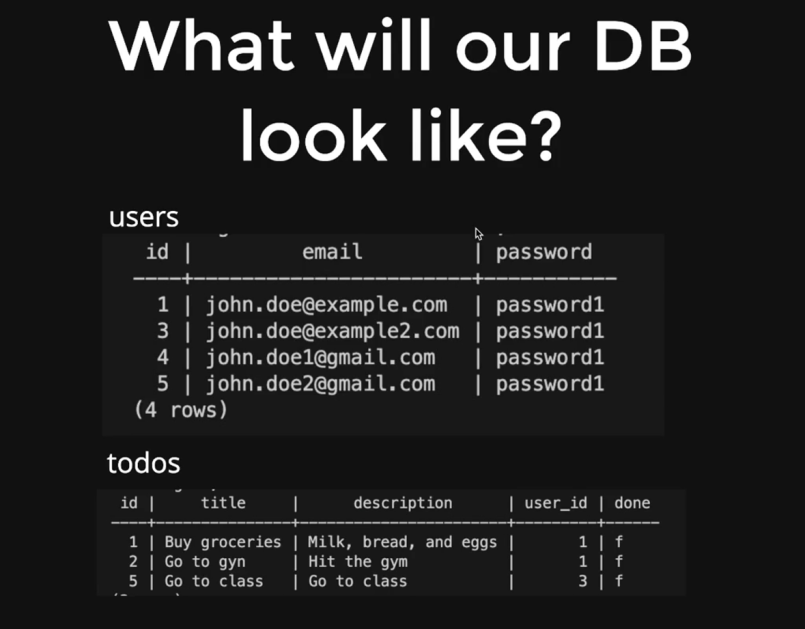 What will our DB
look like?
users
id | email | password
----+------------------------+-----------
1 | john.doe@example.com | password1
3 | john.doe@example2.com | password1
4 | john.doe1@gmail.com | password1
5 | john.doe2@gmail.com | password1
(4 rows)
todos
id | title | description | user_id | done
----+---------------+-----------------------+---------+------
1 | Buy groceries | Milk, bread, and eggs | 1 | f
2 | Go to gyn | Hit the gym | 1 | f
5 | Go to class | Go to class | 3 | f